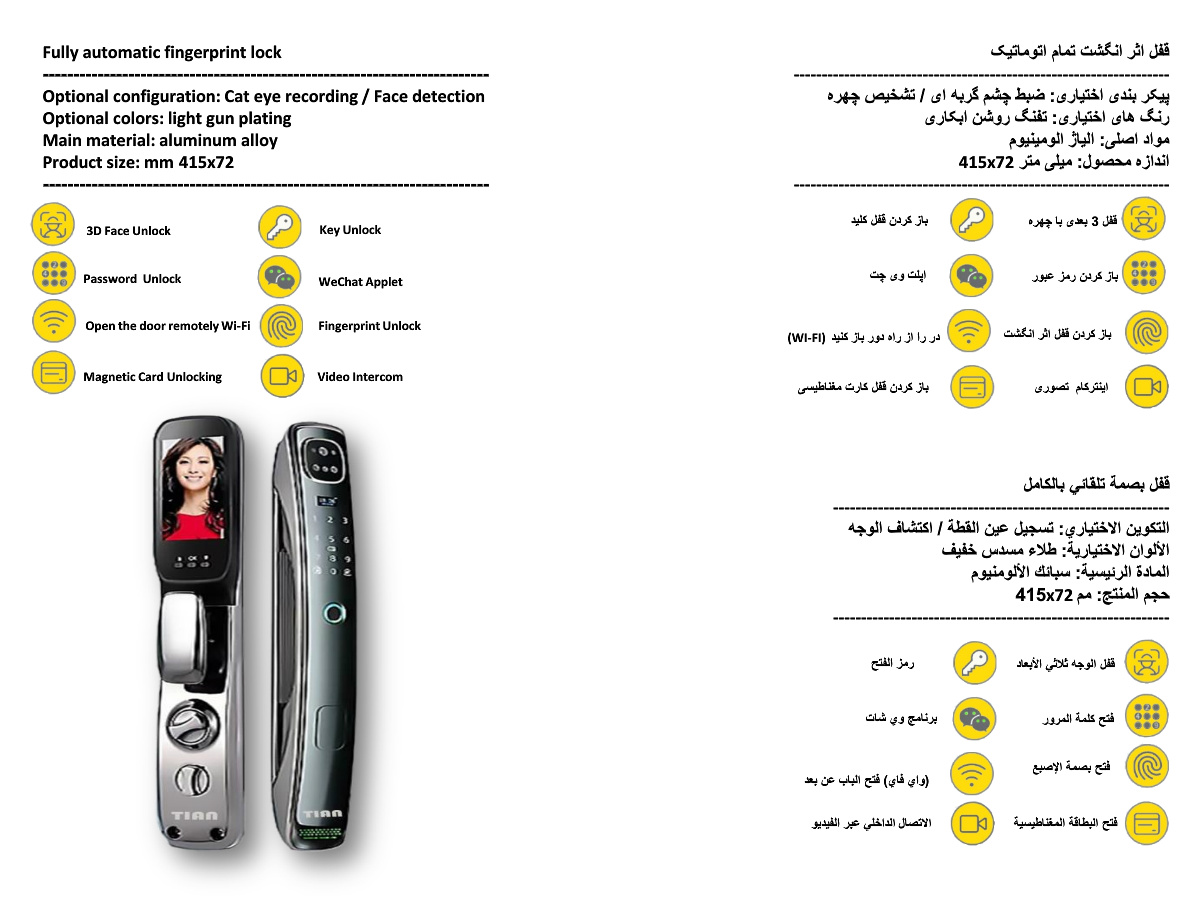 Fully automatic fingerprint lock
Optional configuration: Cat eye recording / Face detection
Optional colors: light gun plating
Main material: aluminum alloy
Product size: mm 415x72
3D Face Unlock
Key Unlock
Password Unlock
WeChat Applet
Open the door remotely Wi-Fi
Fingerprint Unlock
Magnetic Card Unlocking
Video Intercom
TIAN
TIAN
قفل اثر انگشت تمام اتوماتیک
پیکر بندی اختیاری: ضبط چشم گربه ای / تشخیص چهره
رنگ های اختیاری: تفنگ روشن ابکاری
مواد اصلی: الیاژ الومینیوم
اندازه محصول: میلی متر 415x72
قفل 3 بعدی با چهره
باز کردن قفل کلید
باز کردن رمز عبور
اپلت وی چت
باز کردن قفل اثر انگشت
در را از راه دور باز کنید (WI-FI)
اینترکام تصوری
باز کردن قفل کارت مغناطیسی
قفل بصمة تلقائي بالكامل
التكوين الاختياري: تسجيل عين القطة / اكتشاف الوجه
الألوان الاختيارية: طلاء مسدس خفيف
المادة الرئيسية: سبائك الألومنيوم
حجم المنتج: مم 415x72
قفل الوجه ثلاثي الأبعاد
رمز الفتح
فتح كلمة المرور
برنامج وي شات
فتح بصمة الإصبع
(واي فاي) فتح الباب عن بعد
فتح البطاقة المغناطيسية
الاتصال الداخلي عبر الفيديو